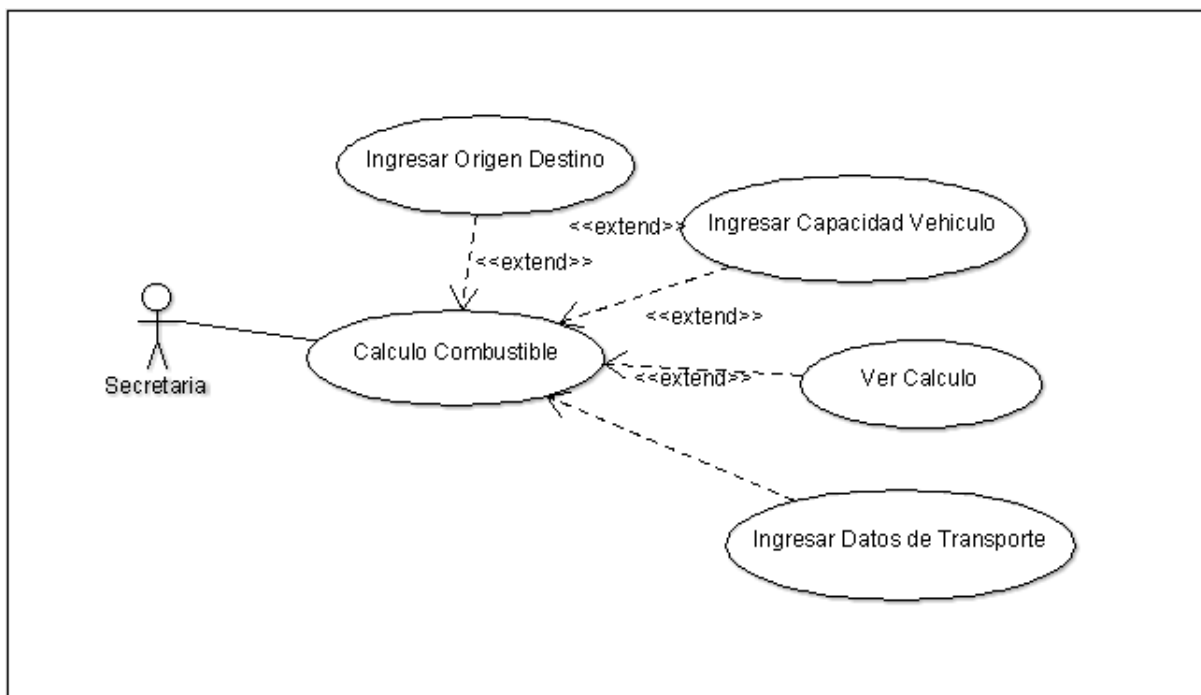 Ingresar Origen Destino
<<extend>>
Ingresar Capacidad Vehiculo
<<extend>>
<<extend>>
Calculo Combustible
<<extend>>
Ver Calculo
Secretaria
Ingresar Datos de Transporte